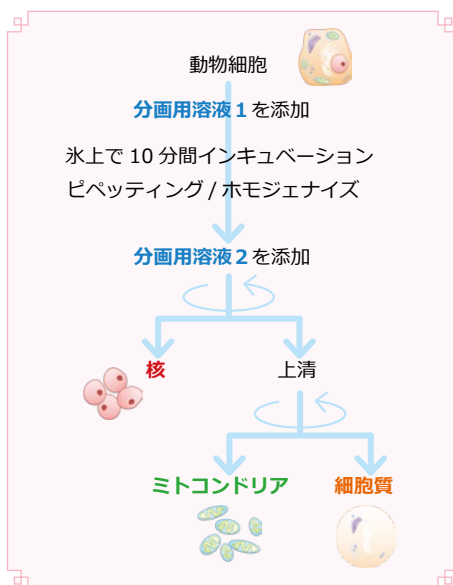 動物細胞
分画用溶液1を添加
氷上で 10 分間インキュベーション
ピペッティング / ホモジェナイズ
分画用溶液2を添加
核
上清
ミトコンドリア
細胞質